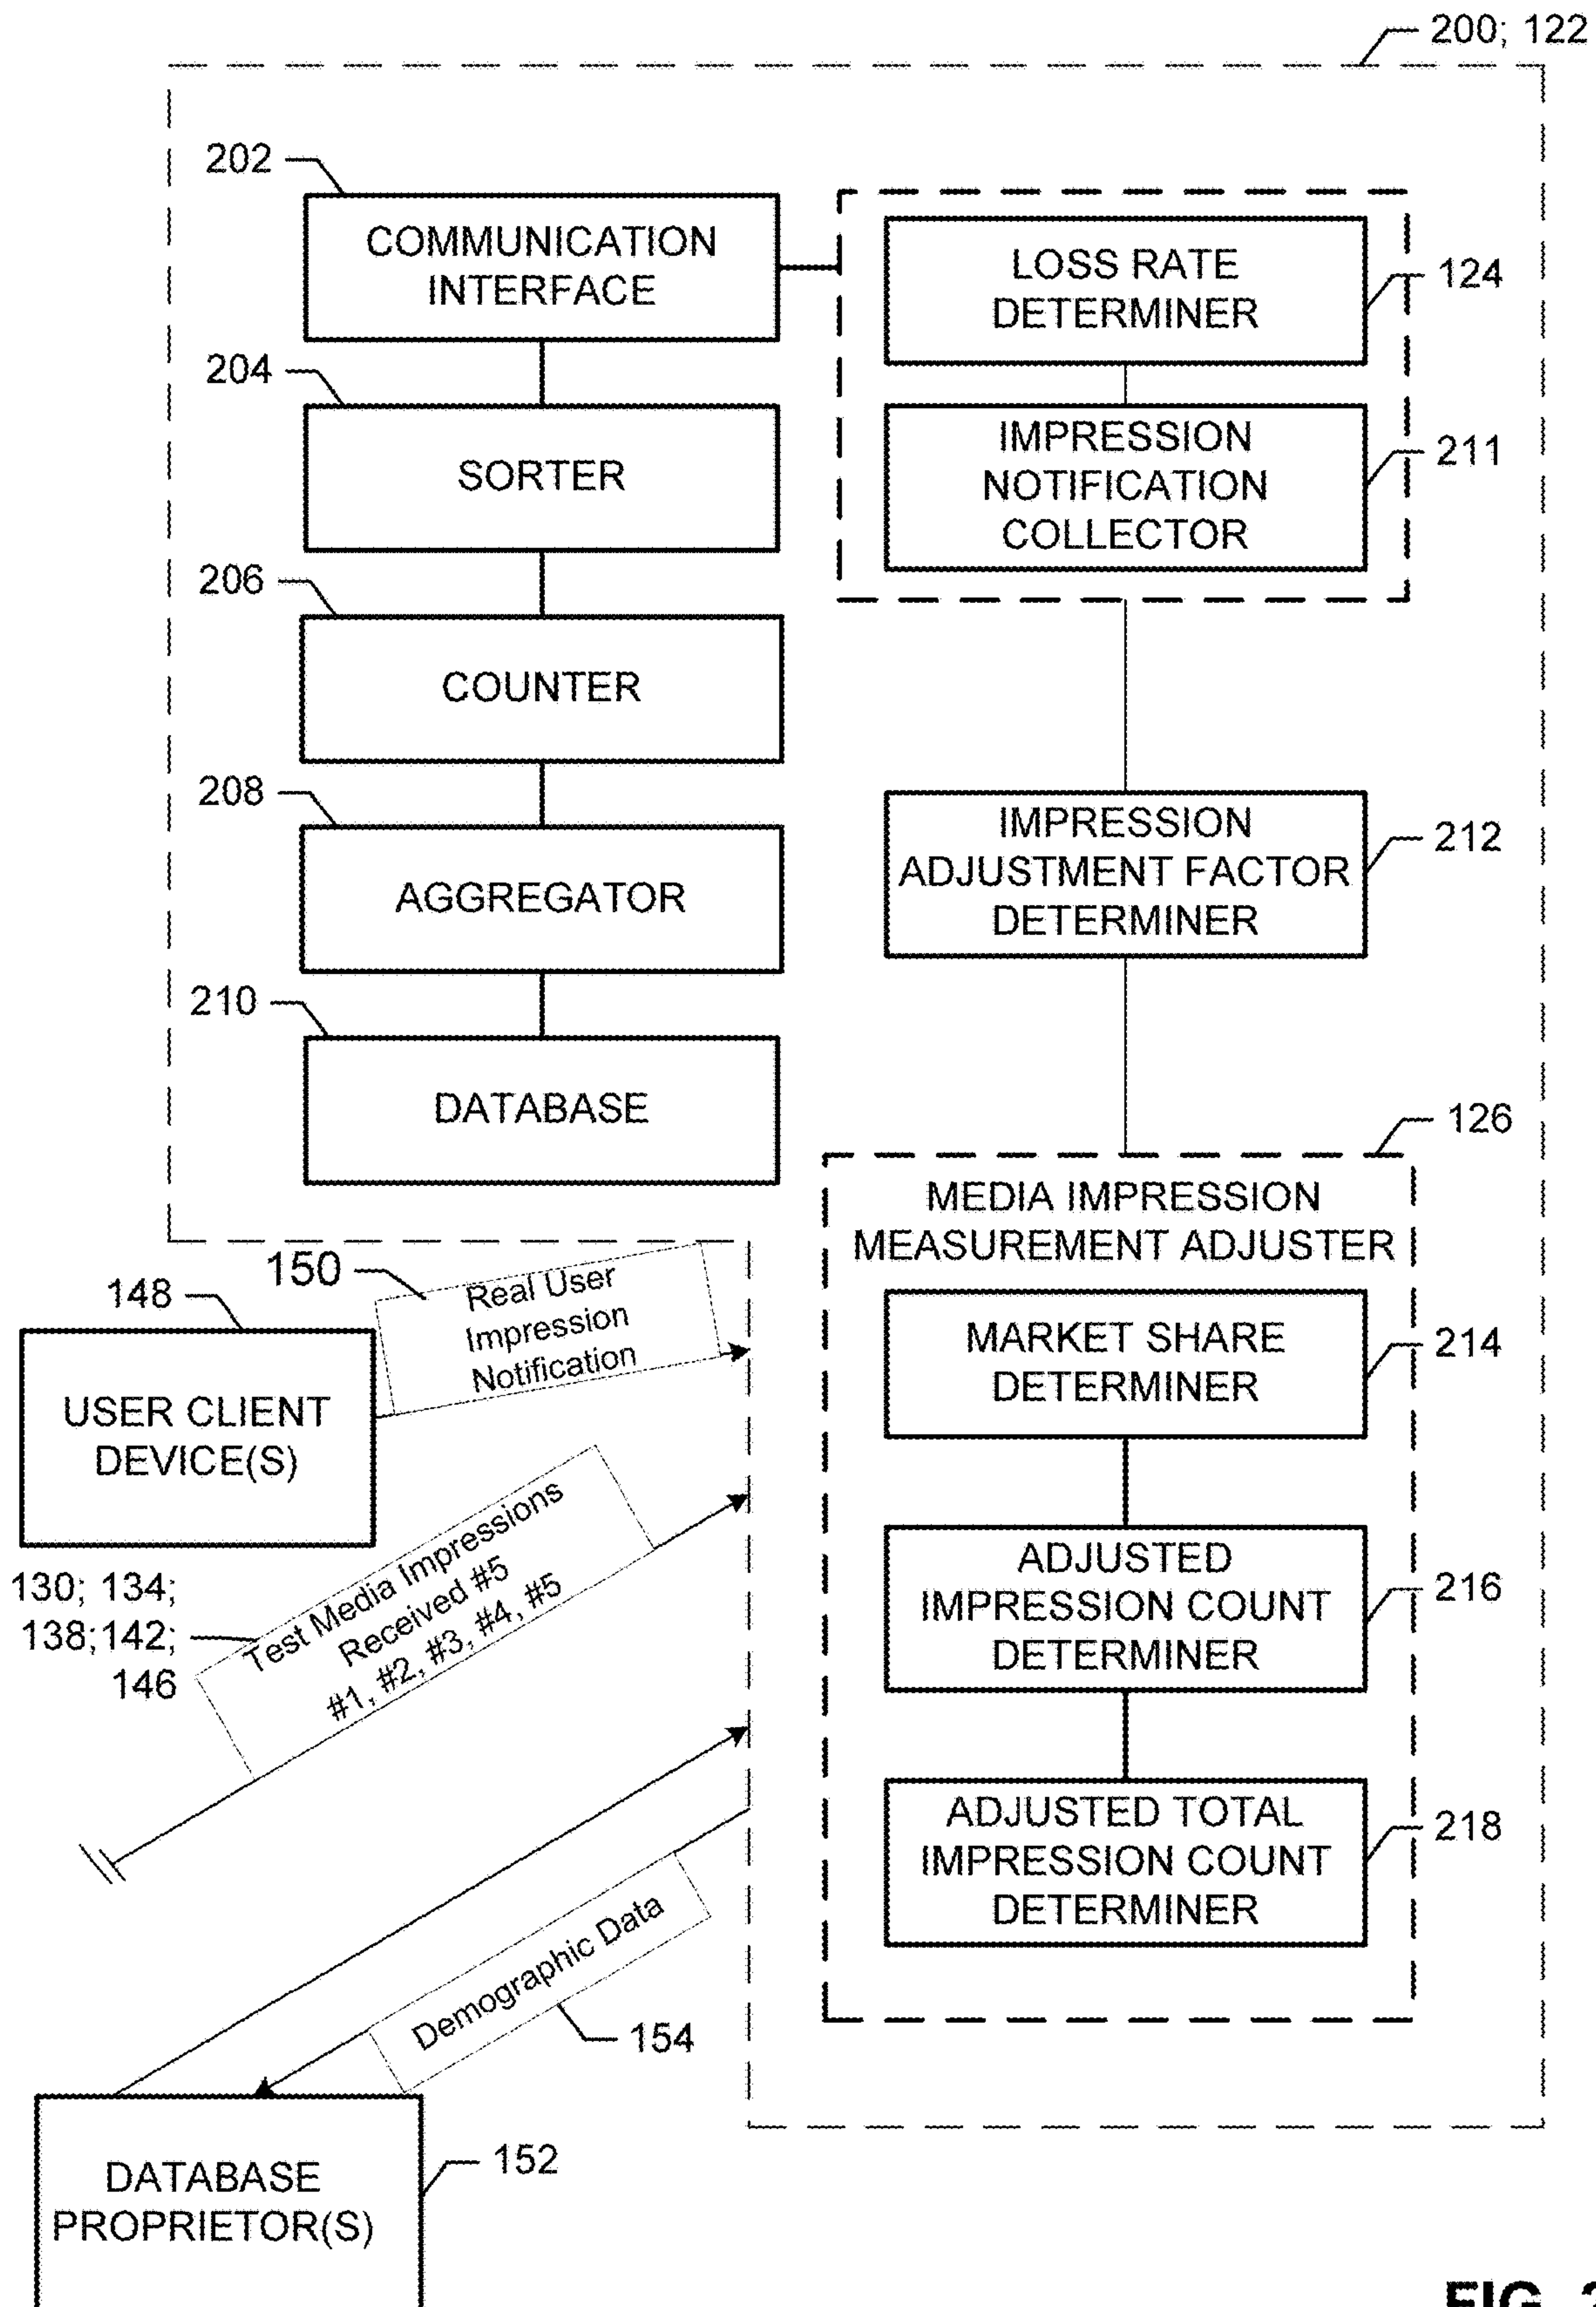 200; 122
202
COMMUNICATION
INTERFACE
LOSS RATE
DETERMINER
124
204
SORTER
IMPRESSION
NOTIFICATION
COLLECTOR
211
206
COUNTER
208
AGGREGATOR
IMPRESSION
ADJUSTMENT FACTOR
DETERMINER
212
210
DATABASE
126
MEDIA IMPRESSION
MEASUREMENT ADJUSTER
150
Real User
Impression
Notification
148
USER CLIENT
DEVICE(S)
MARKET SHARE
DETERMINER
214
130; 134;
138;142;
146
Test Media Impressions
Received #5
#1, #2, #3, #4, #5
ADJUSTED
IMPRESSION COUNT
DETERMINER
216
ADJUSTED TOTAL
IMPRESSION COUNT
DETERMINER
218
Demographic Data
154
DATABASE
PROPRIETOR(S)
152
FIG.